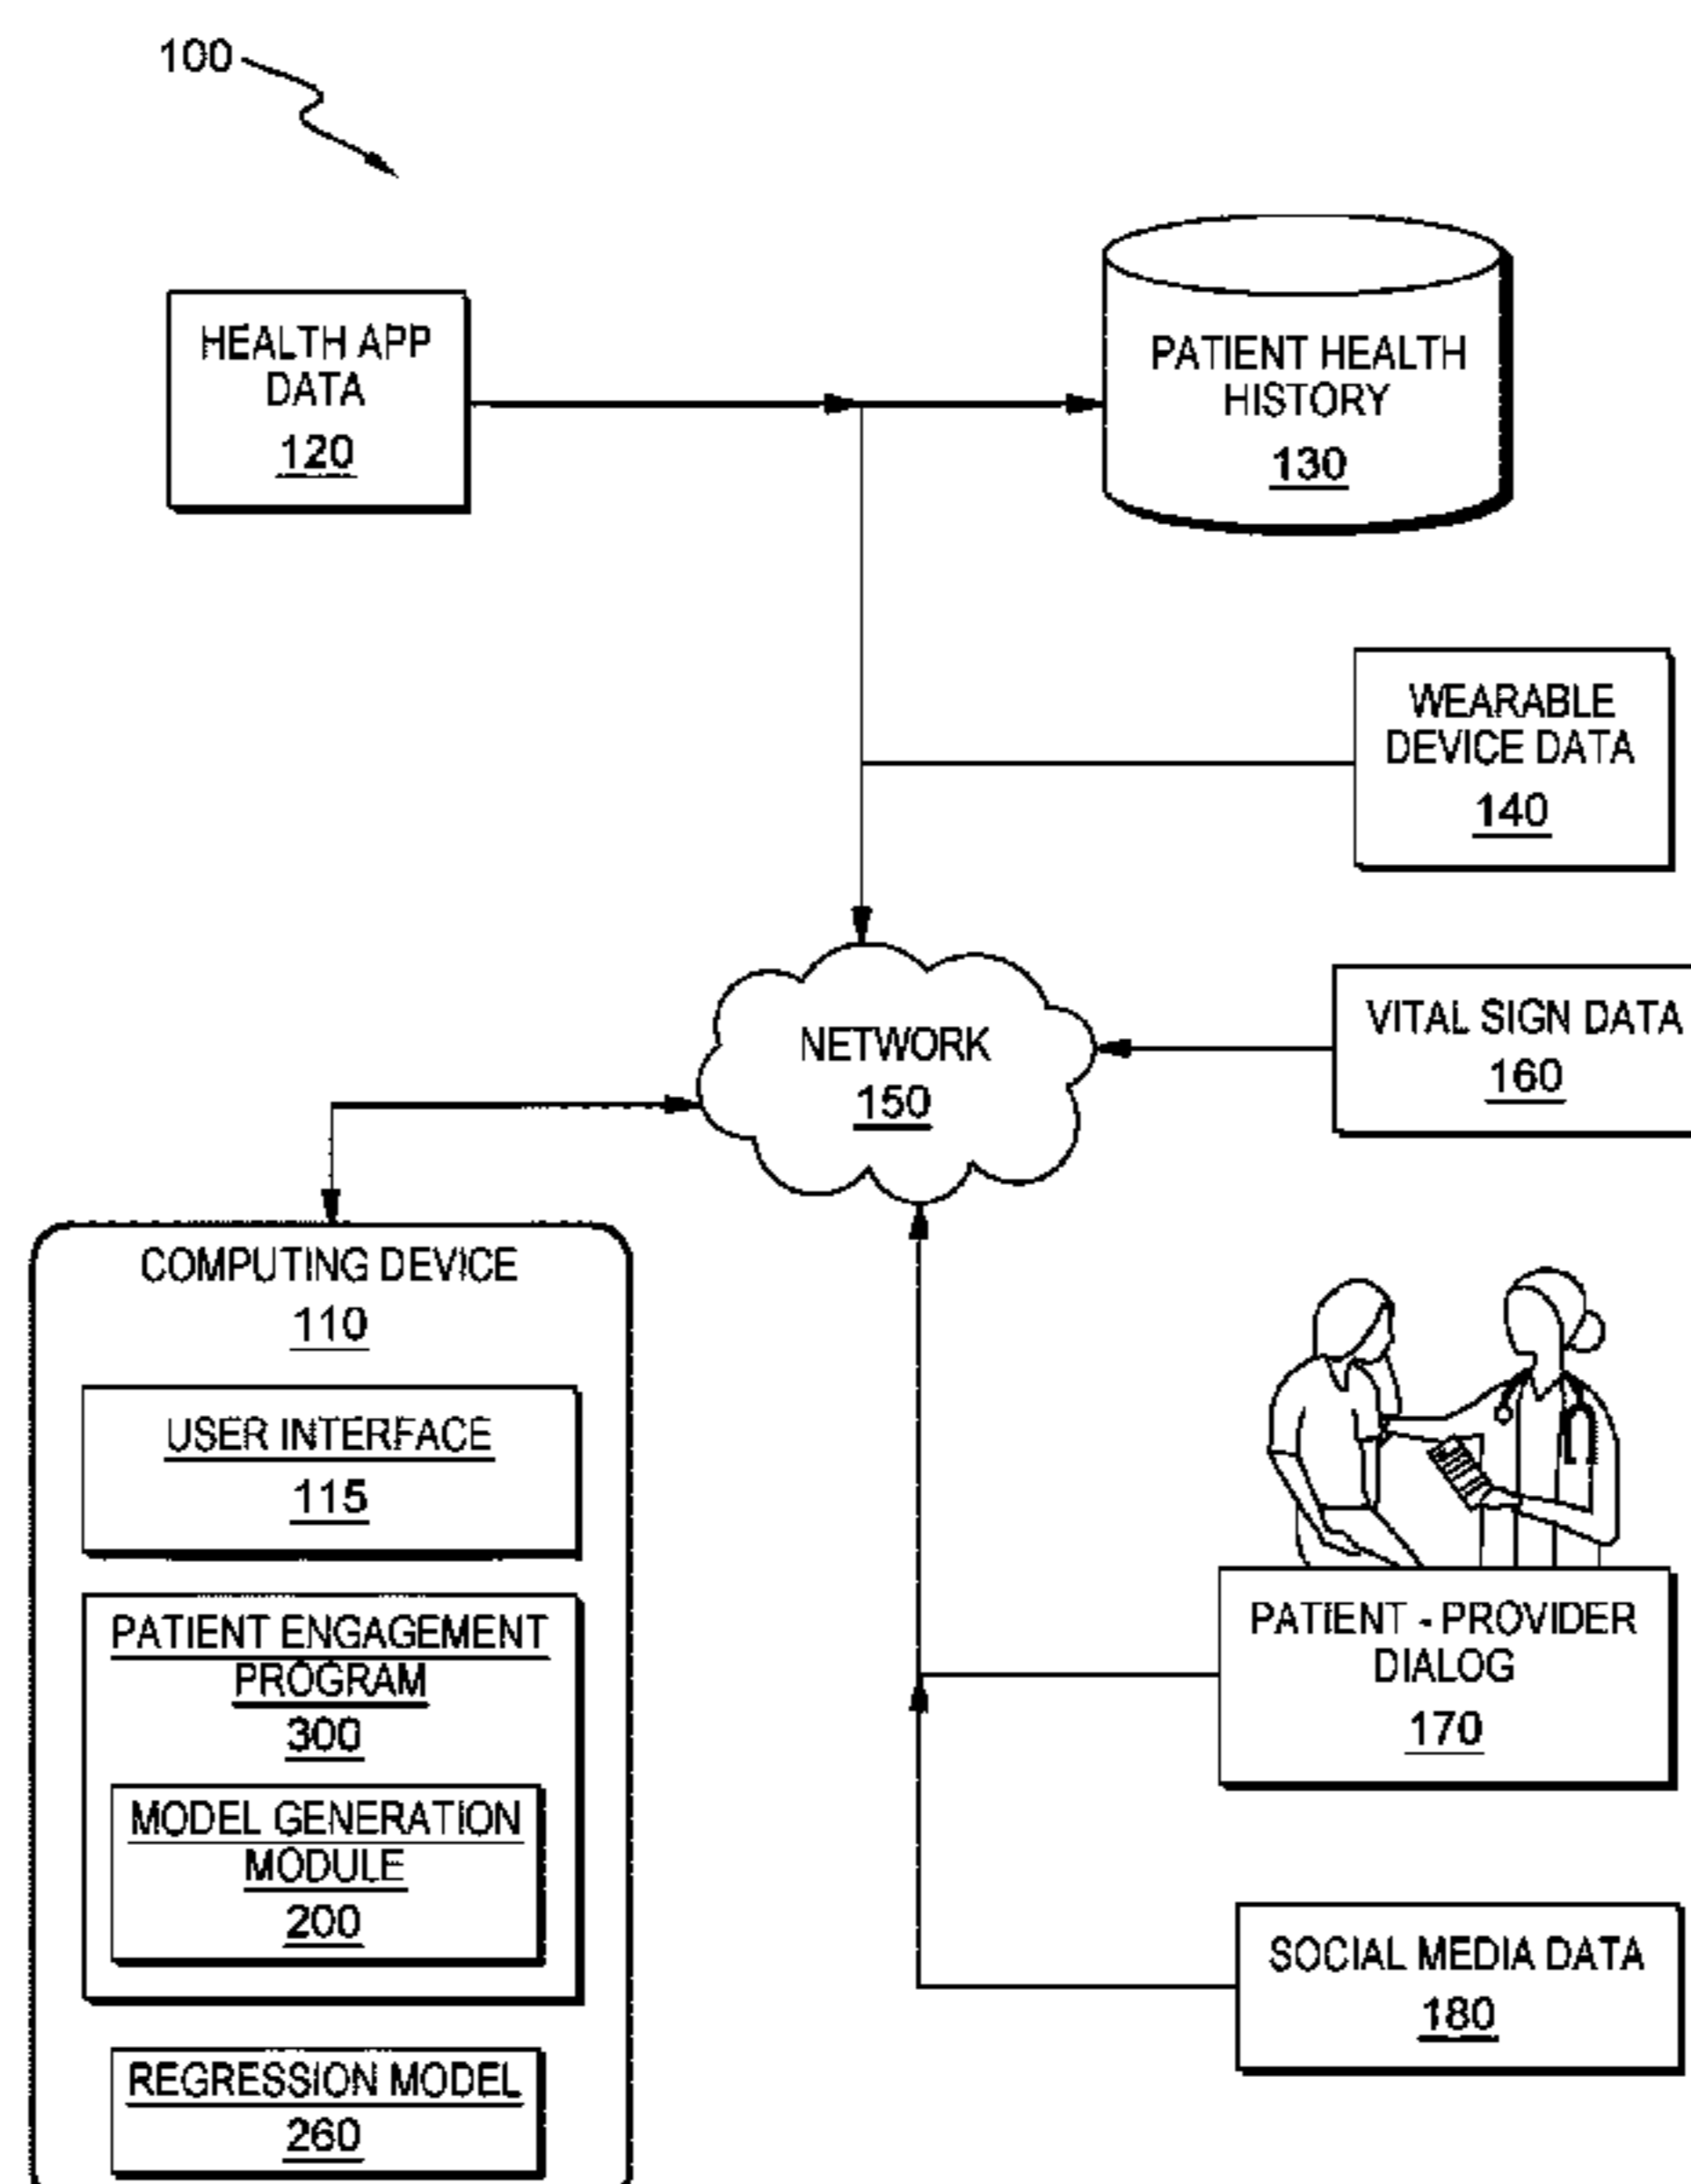 100
HEALTH APP
DATA
120
PATIENT HEALTH
HISTORY
130
WEARABLE
DEVICE DATA
140
NETWORK
150
VITAL SIGN DATA
160
COMPUTING DEVICE
110
USER INTERFACE
115
PATIENT ENGAGEMENT
PROGRAM
300
MODEL GENERATION
MODULE
200
REGRESSION MODEL
260
PATIENT - PROVIDER
DIALOG
170
SOCIAL MEDIA DATA
180